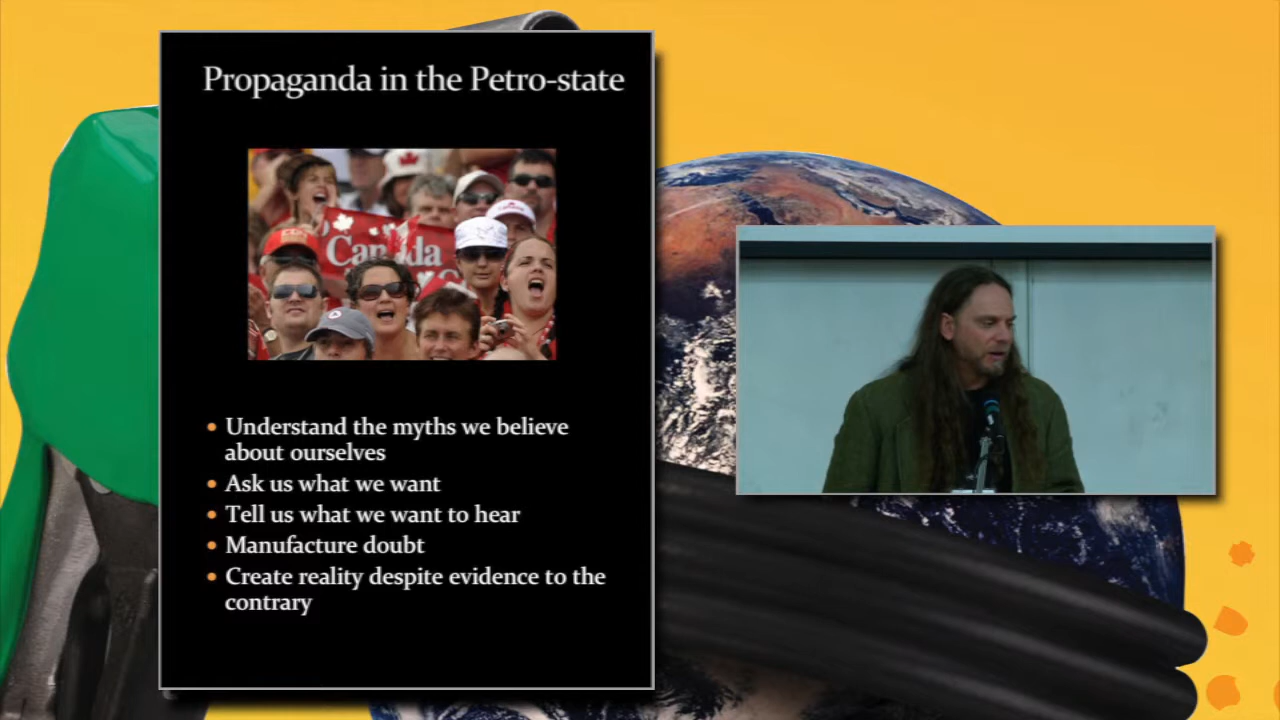 Propaganda in the Petro-state
Canada
Understand the myths we believe
about ourselves
Ask us what we want
Tell us what we want to hear
Manufacture doubt
Create reality despite evidence to the
contrary